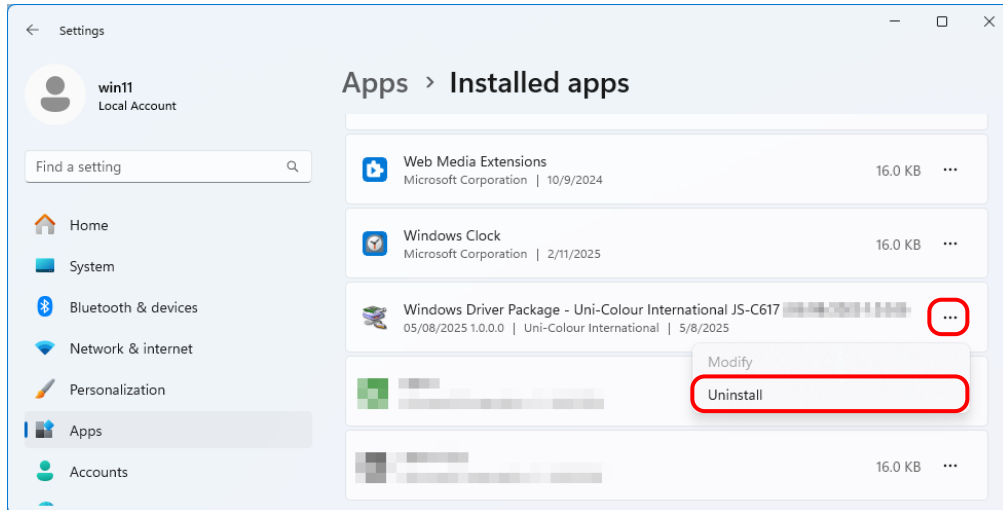 Settings
win11
Local Account
Find a setting
Home
System
Bluetooth & devices
Network & internet
Personalization
Apps
Accounts
Apps > Installed apps
Web Media Extensions
Microsoft Corporation | 10/9/2024
16.0 KB
Windows Clock
Microsoft Corporation | 2/11/2025
16.0 KB
Windows Driver Package - Uni-Colour International JS-C617
05/08/2025 1.0.0.0 | Uni-Colour International | 5/8/2025
Modify
Uninstall
16.0 KB